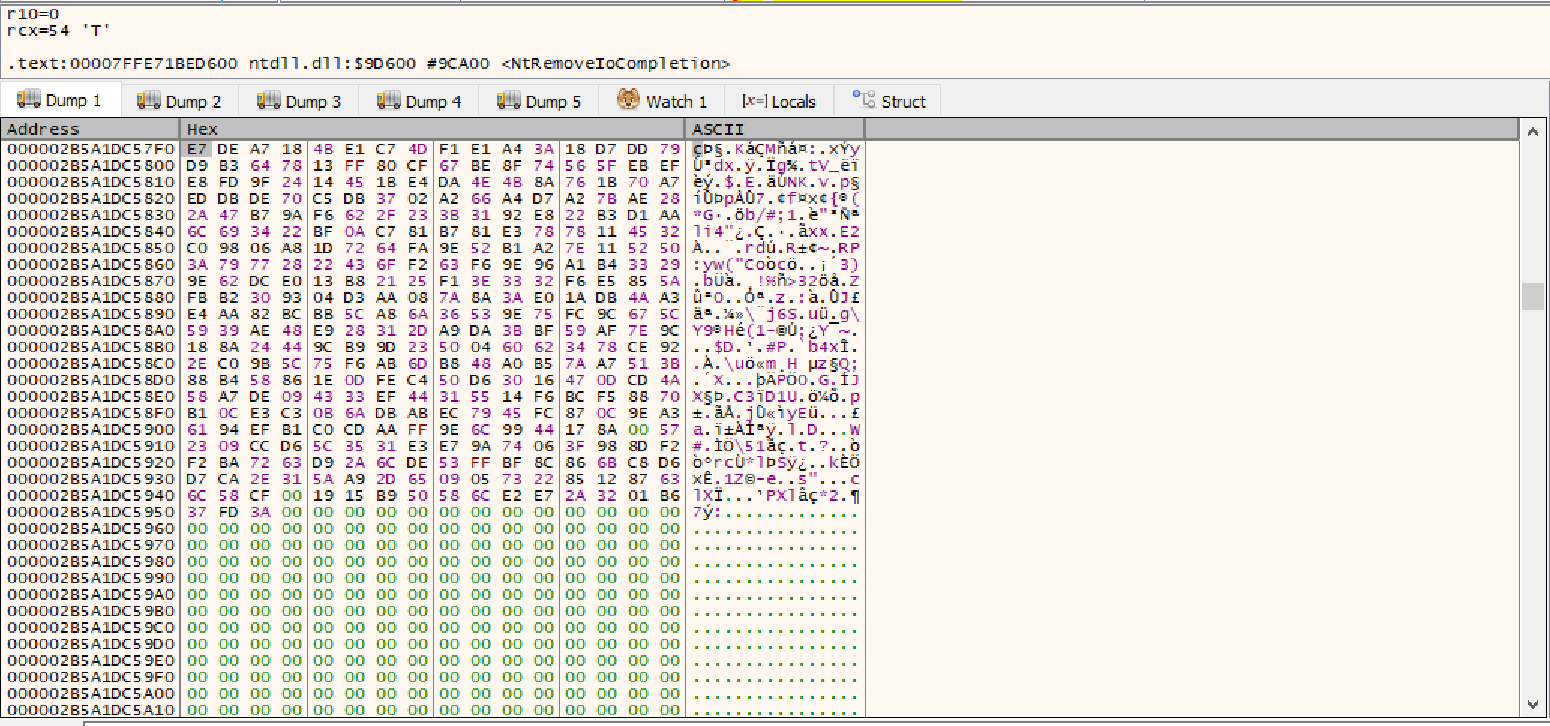 r10=0
rcx=54 'T'
.text:00007FFE71BED600 ntdll.dll:$9D600 #9CA00 <NtRemoveIoCompletion>
Dump 1 Dump 2 Dump 3 Dump 4 Dump 5 Watch 1 [x=] Locals Struct
Address Hex ASCII
000002B5A1DC57F0 E7 DE A7 18 4B E1 C7 4D F1 E1 A4 3A 18 D7 DD 79 çÞ§.KáÇMñá¤:.×Ýy
000002B5A1DC5800 D9 B3 64 78 13 FF 80 CF 67 BE 8F 74 56 5F EB EF Ù³dx.ÿ.Ïg¾.tV_ëï
000002B5A1DC5810 E8 FD 9F 24 14 45 1B E4 DA 4E 4B 8A 76 1B 70 A7 èý.$.E.äÚNK.v.p§
000002B5A1DC5820 ED DB DE 70 C5 DB 37 02 A2 66 A4 D7 A2 7B AE 28 íÛÞpÅÛ7.¢f¤×¢{®(
000002B5A1DC5830 2A 47 B7 9A F6 62 2F 23 3B 31 92 E8 22 B3 D1 AA *G·.öb/#;1.è"³Ñª
000002B5A1DC5840 6C 69 34 22 BF 0A C7 81 B7 81 E3 78 78 11 45 32 li4"¿.Ç.·.ãxx.E2
000002B5A1DC5850 C0 98 06 A8 1D 72 64 FA 9E 52 B1 A2 7E 11 52 50 À..¨.rdú.R±¢~.RP
000002B5A1DC5860 3A 79 77 28 22 43 6F F2 63 F6 9E 96 A1 B4 33 29 :yw("Coòcö..¡´3)
000002B5A1DC5870 9E 62 DC E0 13 B8 21 25 F1 3E 33 32 F6 E5 85 5A .bÜà.¸!%ñ>32öå.Z
000002B5A1DC5880 FB B2 30 93 04 D3 AA 08 7A 8A 3A E0 1A DB 4A A3 û²0..Óª.z.:à.ÛJ£
000002B5A1DC5890 E4 AA 82 BC BB 5C A8 6A 36 53 9E 75 FC 9C 67 5C äª.¼»\¨j6S.uü.g\
000002B5A1DC58A0 59 39 AE 48 E9 28 31 2D A9 DA 3B BF 59 AF 7E 9C Y9®Hé(1-©Ú;¿Y¯~.
000002B5A1DC58B0 18 8A 24 44 9C B9 9D 23 50 04 60 62 34 78 CE 92 ..$D.¹.#P.`b4xÎ.
000002B5A1DC58C0 2E C0 9B 5C 75 F6 AB 6D B8 48 A0 B5 7A A7 51 3B .À.\uö«m¸H µz§Q;
000002B5A1DC58D0 88 B4 58 86 1E 0D FE C4 50 D6 30 16 47 0D CD 4A .´X...þÄPÖ0.G.ÍJ
000002B5A1DC58E0 58 A7 DE 09 43 33 EF 44 31 55 14 F6 BC F5 88 70 X§Þ.C3ïD1U.ö¼õ.p
000002B5A1DC58F0 B1 0C E3 C3 0B 6A DB AB EC 79 45 FC 87 0C 9E A3 ±.ãÃ.jÛ«ìyEü...£
000002B5A1DC5900 61 94 EF B1 C0 CD AA FF 9E 6C 99 44 17 8A 00 57 a.ï±ÀÍªÿ.l.D...W
000002B5A1DC5910 23 09 CC D6 5C 35 31 E3 E7 9A 74 06 3F 98 8D F2 #.ÌÖ\51ãç.t.?..ò
000002B5A1DC5920 F2 BA 72 63 D9 2A 6C DE 53 FF BF 8C 86 6B C8 D6 òºrcÙ*lÞSÿ¿..kÈÖ
000002B5A1DC5930 D7 CA 2E 31 5A A9 2D 65 09 05 73 22 85 12 87 63 ×Ê.1Z©-e..s"...c
000002B5A1DC5940 6C 58 CF 00 19 15 B9 50 58 6C E2 E7 2A 32 01 B6 lXÏ...¹PXlâç*2.¶
000002B5A1DC5950 37 FD 3A 00 00 00 00 00 00 00 00 00 00 00 00 00 7ý:.............
000002B5A1DC5960 00 00 00 00 00 00 00 00 00 00 00 00 00 00 00 00 ................
000002B5A1DC5970 00 00 00 00 00 00 00 00 00 00 00 00 00 00 00 00 ................
000002B5A1DC5980 00 00 00 00 00 00 00 00 00 00 00 00 00 00 00 00 ................
000002B5A1DC5990 00 00 00 00 00 00 00 00 00 00 00 00 00 00 00 00 ................
000002B5A1DC59A0 00 00 00 00 00 00 00 00 00 00 00 00 00 00 00 00 ................
000002B5A1DC59B0 00 00 00 00 00 00 00 00 00 00 00 00 00 00 00 00 ................
000002B5A1DC59C0 00 00 00 00 00 00 00 00 00 00 00 00 00 00 00 00 ................
000002B5A1DC59D0 00 00 00 00 00 00 00 00 00 00 00 00 00 00 00 00 ................
000002B5A1DC59E0 00 00 00 00 00 00 00 00 00 00 00 00 00 00 00 00 ................
000002B5A1DC59F0 00 00 00 00 00 00 00 00 00 00 00 00 00 00 00 00 ................
000002B5A1DC5A00 00 00 00 00 00 00 00 00 00 00 00 00 00 00 00 00 ................
000002B5A1DC5A10 00 00 00 00 00 00 00 00 00 00 00 00 00 00 00 00 ................